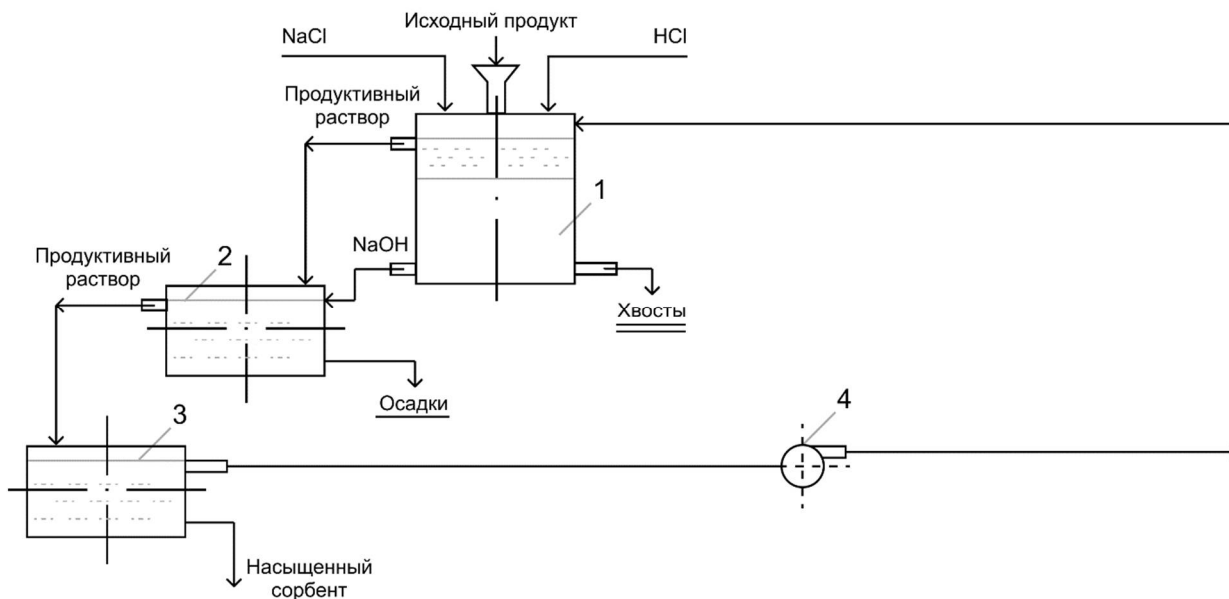 Исходный продукт
NaCl
HCl
Продуктивный
раствор
1
NaOH
Продуктивный
раствор
2
Хвосты
Осадки
3
4
Насыщенный
сорбент